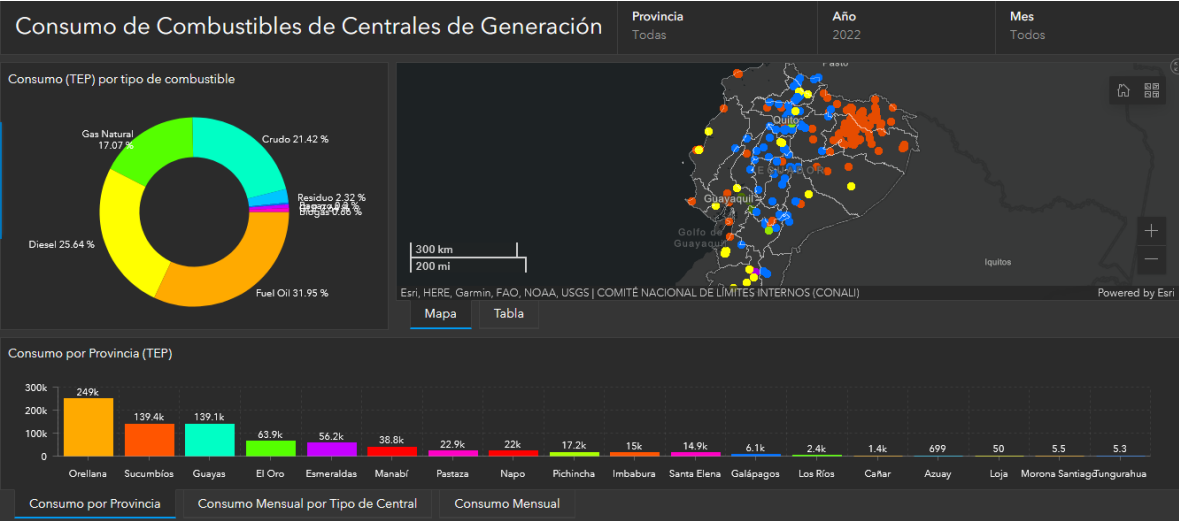 Consumo de Combustibles de Centrales de Generación
Provincia
Todas
Año
2022
Mes
Todos
Consumo (TEP) por tipo de combustible
Gas Natural
17.07 %
Crudo 21.42 %
Residuo 2.32 %
Biogas 0.66 %
Diesel 25.64 %
Fuel Oil 31.95 %
Pasto
Quito
ECUADOR
Guayaquil
Golfo de
Guayaquil
Iquitos
300 km
200 mi
Esri, HERE, Garmin, FAO, NOAA, USGS | COMITÉ NACIONAL DE LÍMITES INTERNOS (CONALI)
Powered by Esri
Mapa
Tabla
Consumo por Provincia (TEP)
300k
200k
100k
0
249k
139.4k
139.1k
63.9k
56.2k
38.8k
22.9k
22k
17.2k
15k
14.9k
6.1k
2.4k
1.4k
699
50
5.5
5.3
Orellana
Sucumbíos
Guayas
El Oro
Esmeraldas
Manabí
Pastaza
Napo
Pichincha
Imbabura
Santa Elena
Galápagos
Los Ríos
Cañar
Azuay
Loja
Morona Santiago
Tungurahua
Consumo por Provincia
Consumo Mensual por Tipo de Central
Consumo Mensual